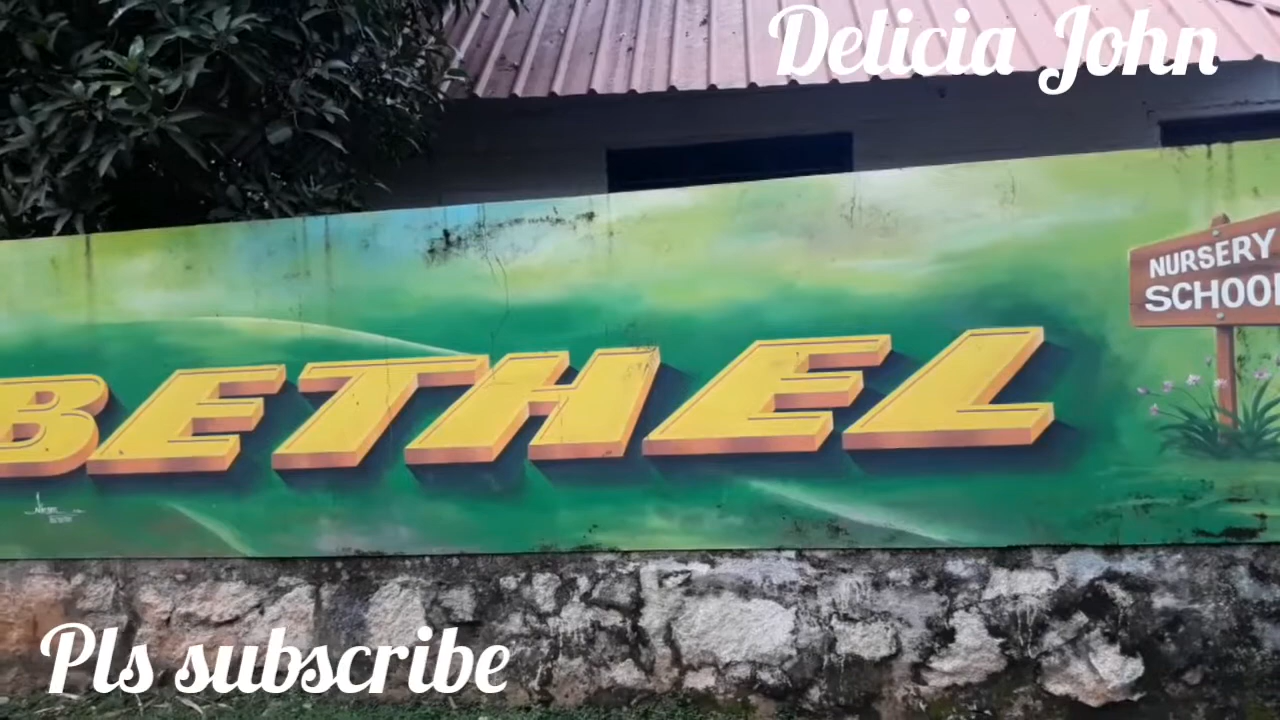 Delicia John
NURSERY
SCHOOL
BETHEL
Pls subscribe